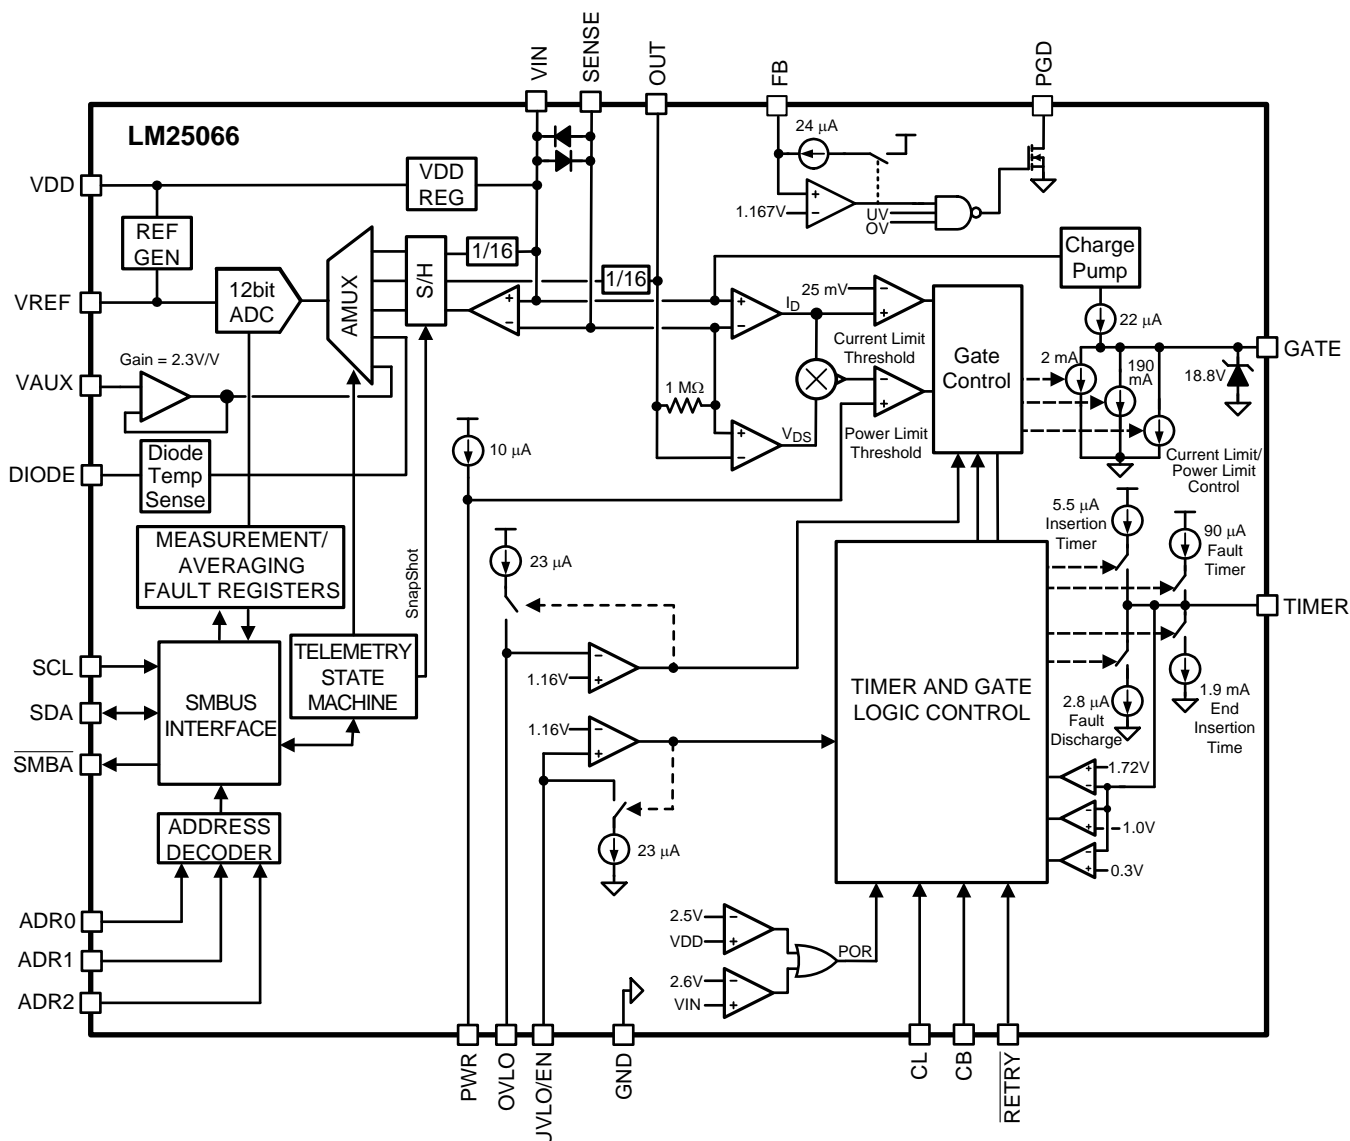 VIN
SENSE
OUT
FB
PGD
LM25066
24 μA
VDD
VDD
REG
1.167V
+
−
UV
OV
REF
GEN
1/16
Charge
Pump
VREF
12bit
ADC
AMUX
S/H
1/16
+
−
+
−
I_D
25 mV
−
+
22 μA
Gain = 2.3V/V
Current Limit
Threshold
Gate
Control
2 mA
190
mA
18.8V
GATE
VAUX
1 MΩ
−
+
+
−
V_DS
Power Limit
Threshold
10 μA
DIODE
Diode
Temp
Sense
Current Limit/
Power Limit
Control
5.5 μA
Insertion
Timer
90 μA
Fault
Timer
MEASUREMENT/
AVERAGING
FAULT REGISTERS
SnapShot
23 μA
TIMER
SCL
SDA
SMBA
SMBUS
INTERFACE
TELEMETRY
STATE
MACHINE
−
+
1.16V
1.16V
−
+
TIMER AND GATE
LOGIC CONTROL
2.8 μA
Fault
Discharge
1.9 mA
End
Insertion
Time
+
−
1.72V
−
+
1.0V
−
+
0.3V
23 μA
ADDRESS
DECODER
ADR0
ADR1
ADR2
2.5V
VDD
−
+
POR
2.6V
VIN
−
+
PWR
OVLO
UVLO/EN
GND
CL
CB
RETRY